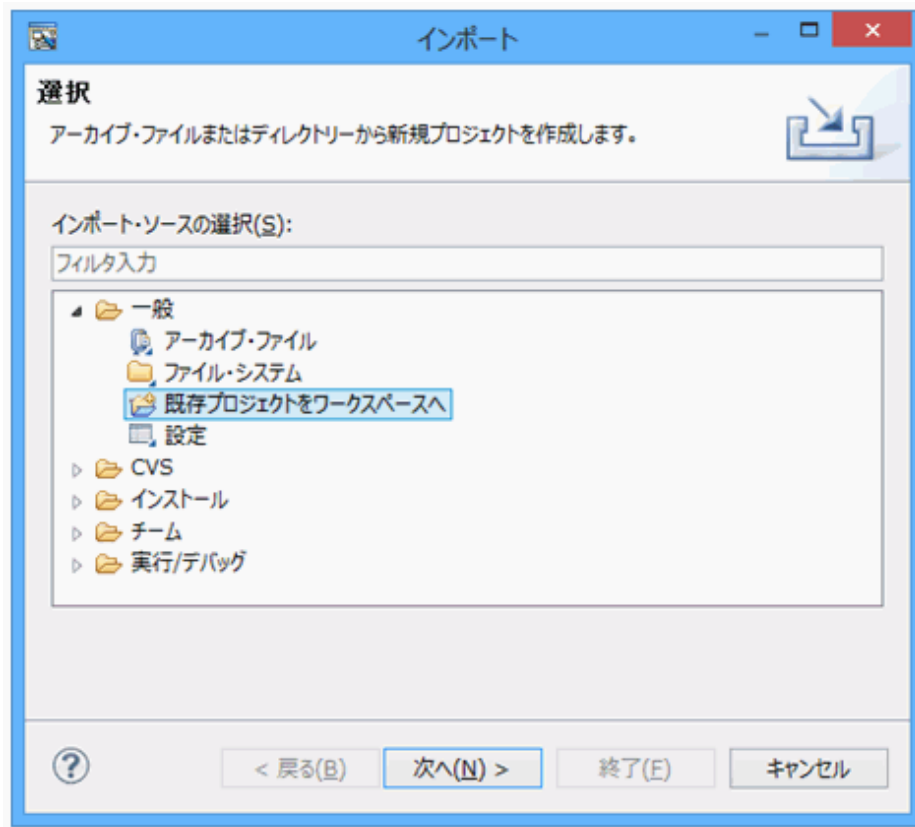 インポート
選択
アーカイブ・ファイルまたはディレクトリーから新規プロジェクトを作成します。
インポート・ソースの選択(S):
フィルタ入力
一般
アーカイブ・ファイル
ファイル・システム
既存プロジェクトをワークスペースへ
設定
CVS
インストール
チーム
実行/デバッグ
?
< 戻る(B) 次へ(N) > 終了(F) キャンセル